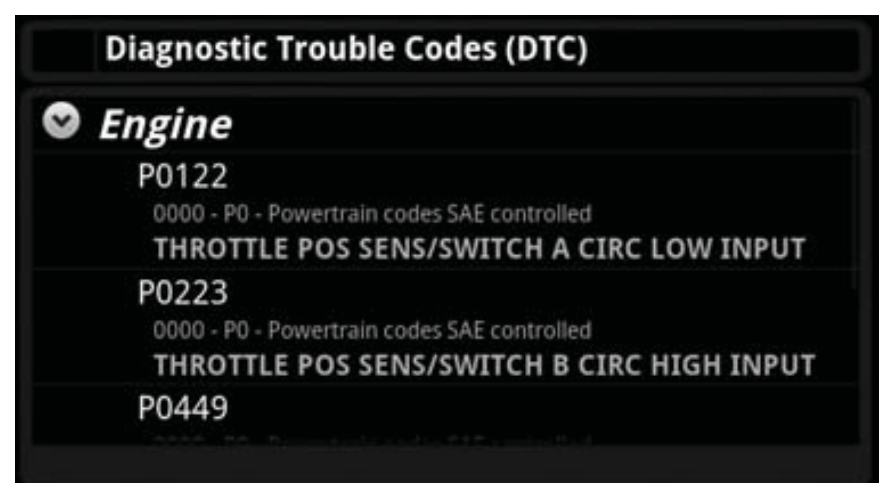 Diagnostic Trouble Codes (DTC)
Engine
P0122
0000 - P0 - Powertrain codes SAE controlled
THROTTLE POS SENS/SWITCH A CIRC LOW INPUT
P0223
0000 - P0 - Powertrain codes SAE controlled
THROTTLE POS SENS/SWITCH B CIRC HIGH INPUT
P0449